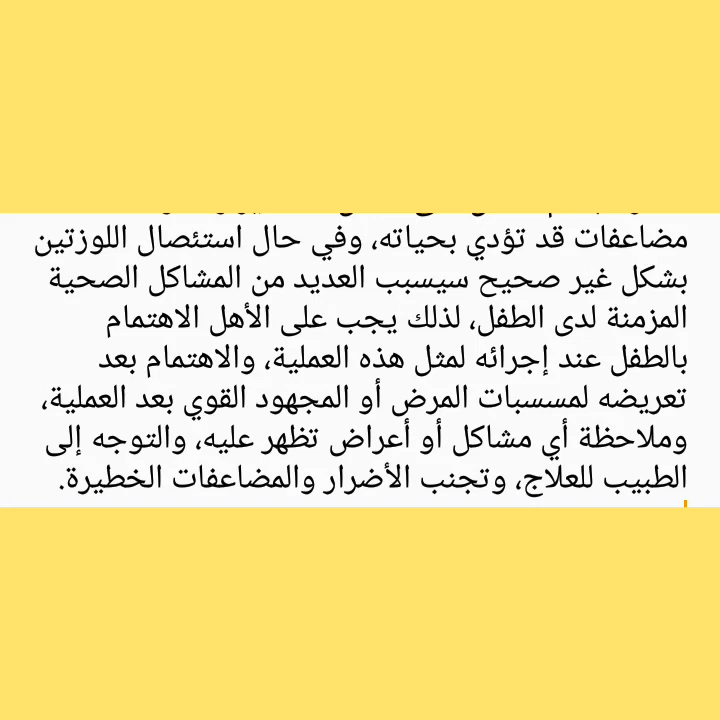 مضاعفات قد تؤدي بحياته، وفي حال استئصال اللوزتين
بشكل غير صحيح سيسبب العديد من المشاكل الصحية
المزمنة لدى الطفل، لذلك يجب على الأهل الاهتمام
بالطفل عند إجرائه لمثل هذه العملية، والاهتمام بعد
تعريضه لمسسبات المرض أو المجهود القوي بعد العملية،
وملاحظة أي مشاكل أو أعراض تظهر عليه، والتوجه إلى
الطبيب للعلاج، وتجنب الأضرار والمضاعفات الخطيرة.